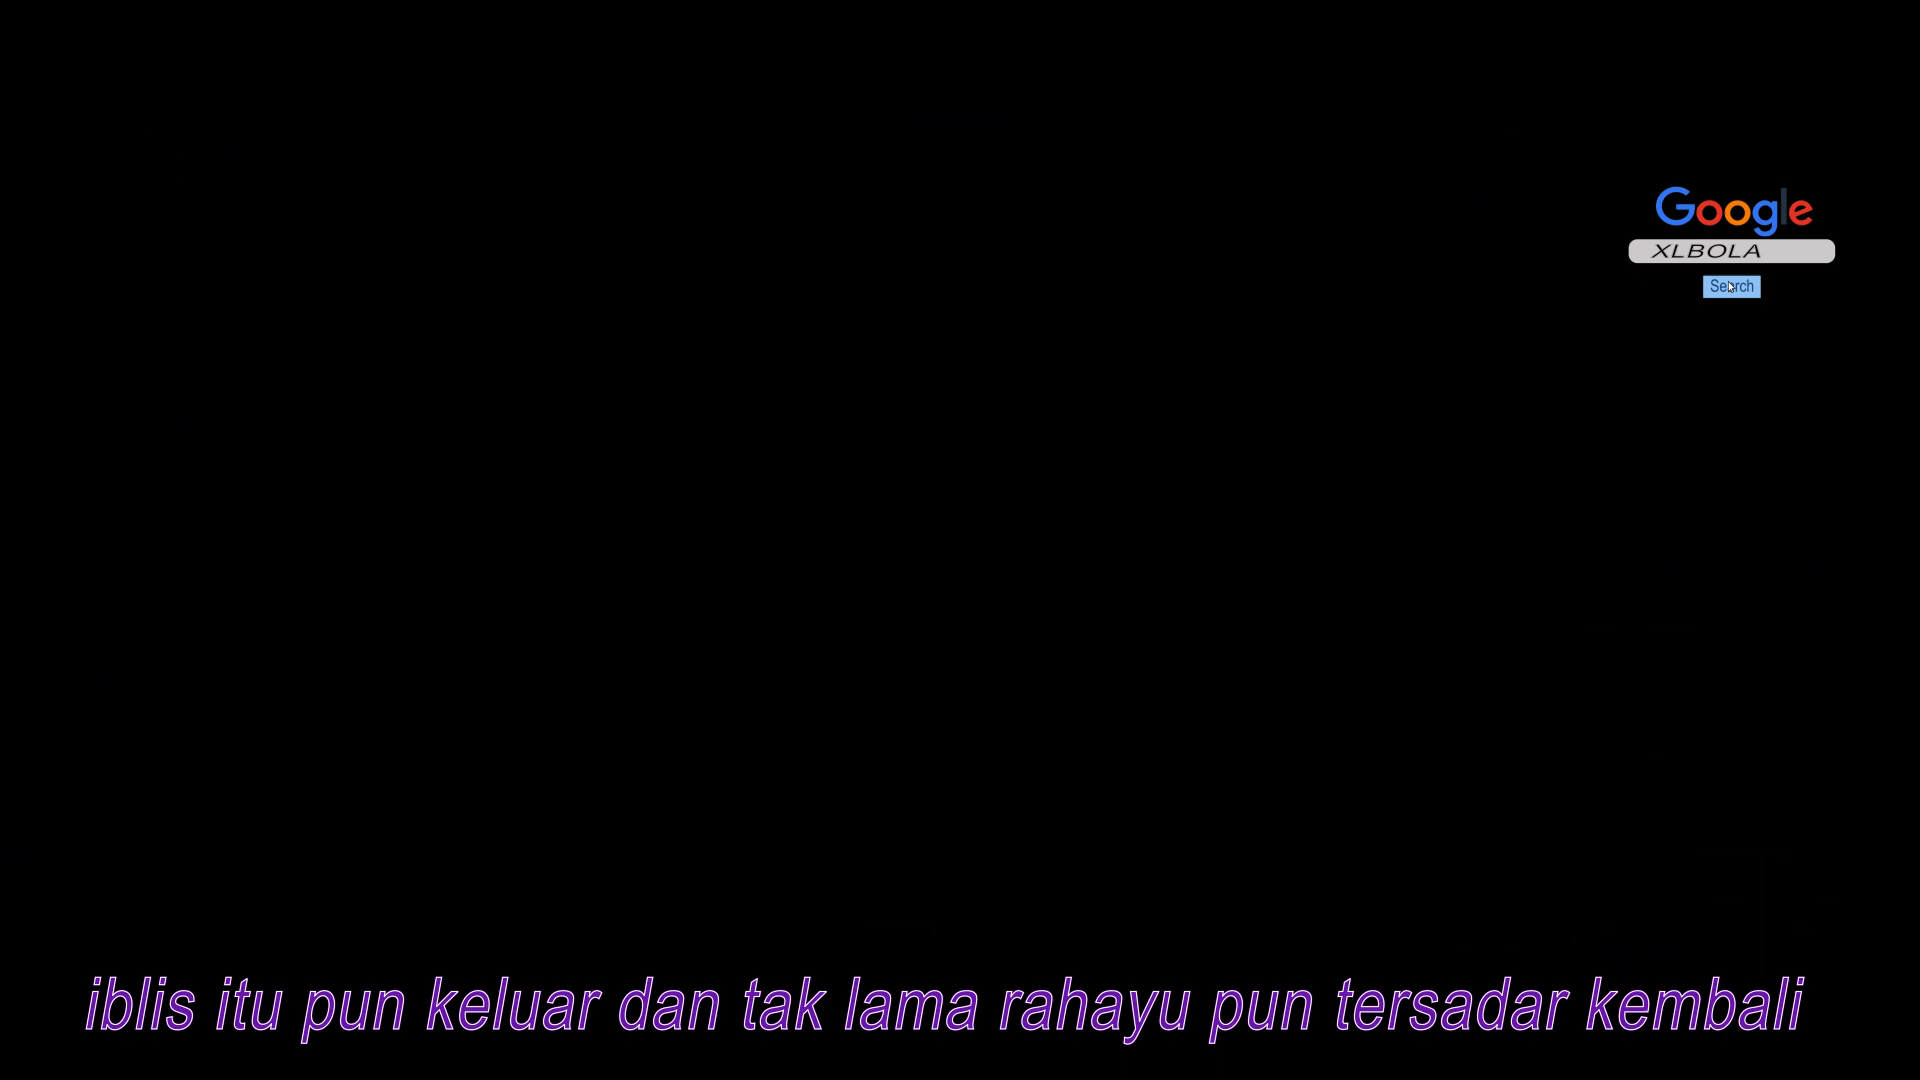 Google
XLBOLA
Search
iblis itu pun keluar dan tak lama rahayu pun tersadar kembali